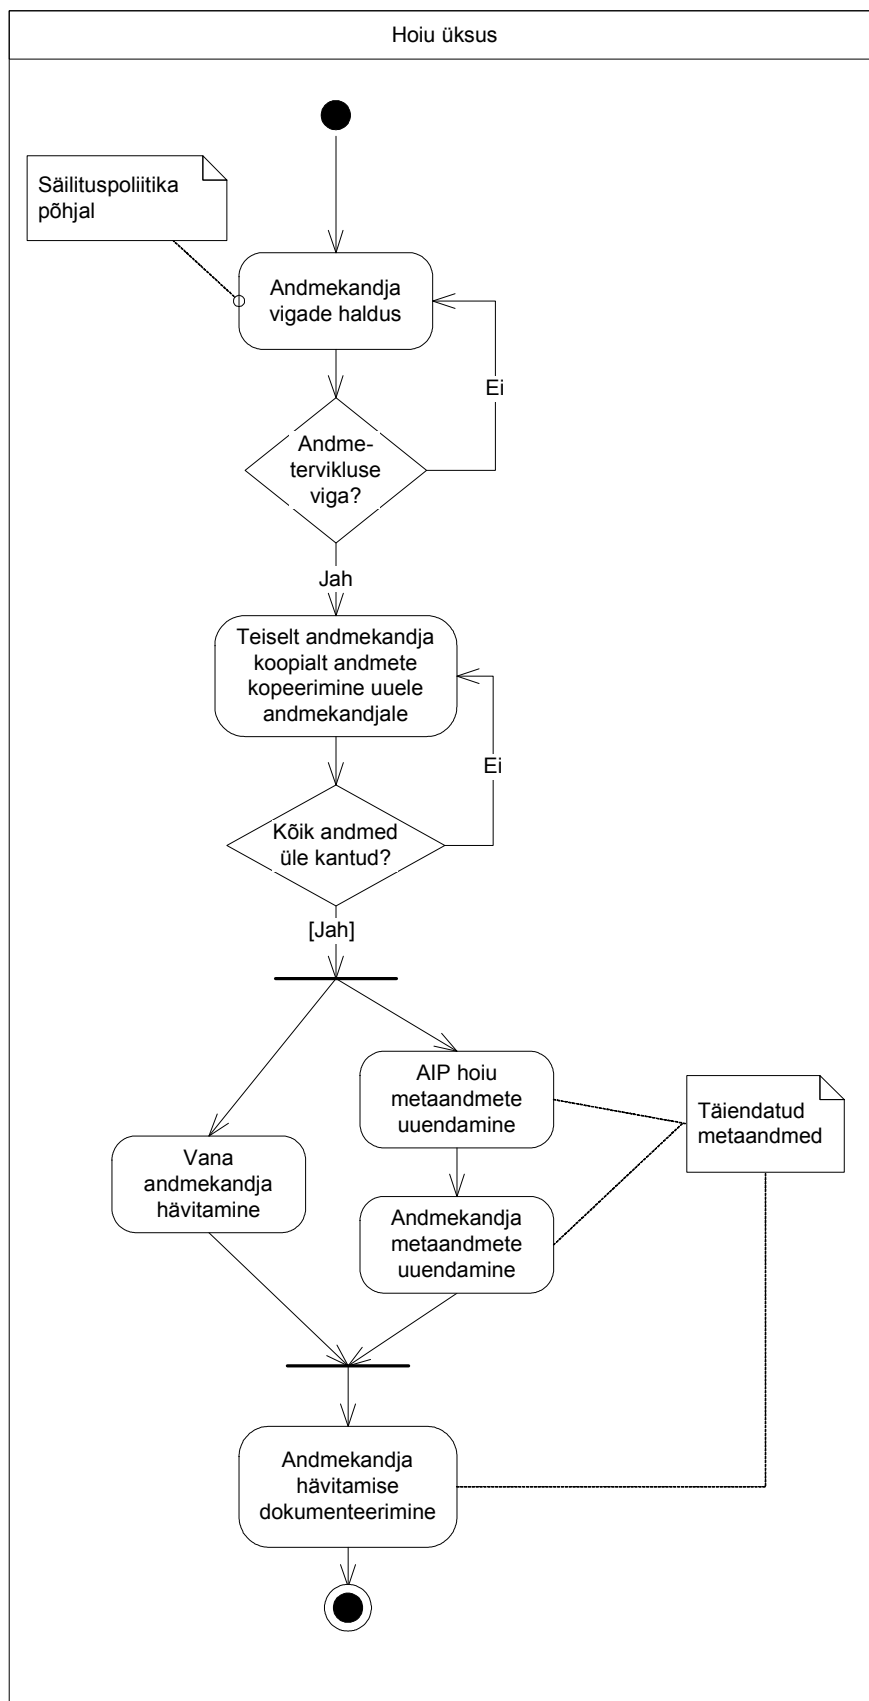 Hoiu üksus
Säilituspoliitika
põhjal
Andmekandja
vigade haldus
Ei
Andme-
tervikluse
viga?
Jah
Teiselt andmekandja
koopialt andmete
kopeerimine uuele
andmekandjale
Ei
Kõik andmed
üle kantud?
[Jah]
AIP hoiu
metaandmete
uuendamine
Täiendatud
metaandmed
Vana
andmekandja
hävitamine
Andmekandja
metaandmete
uuendamine
Andmekandja
hävitamise
dokumenteerimine